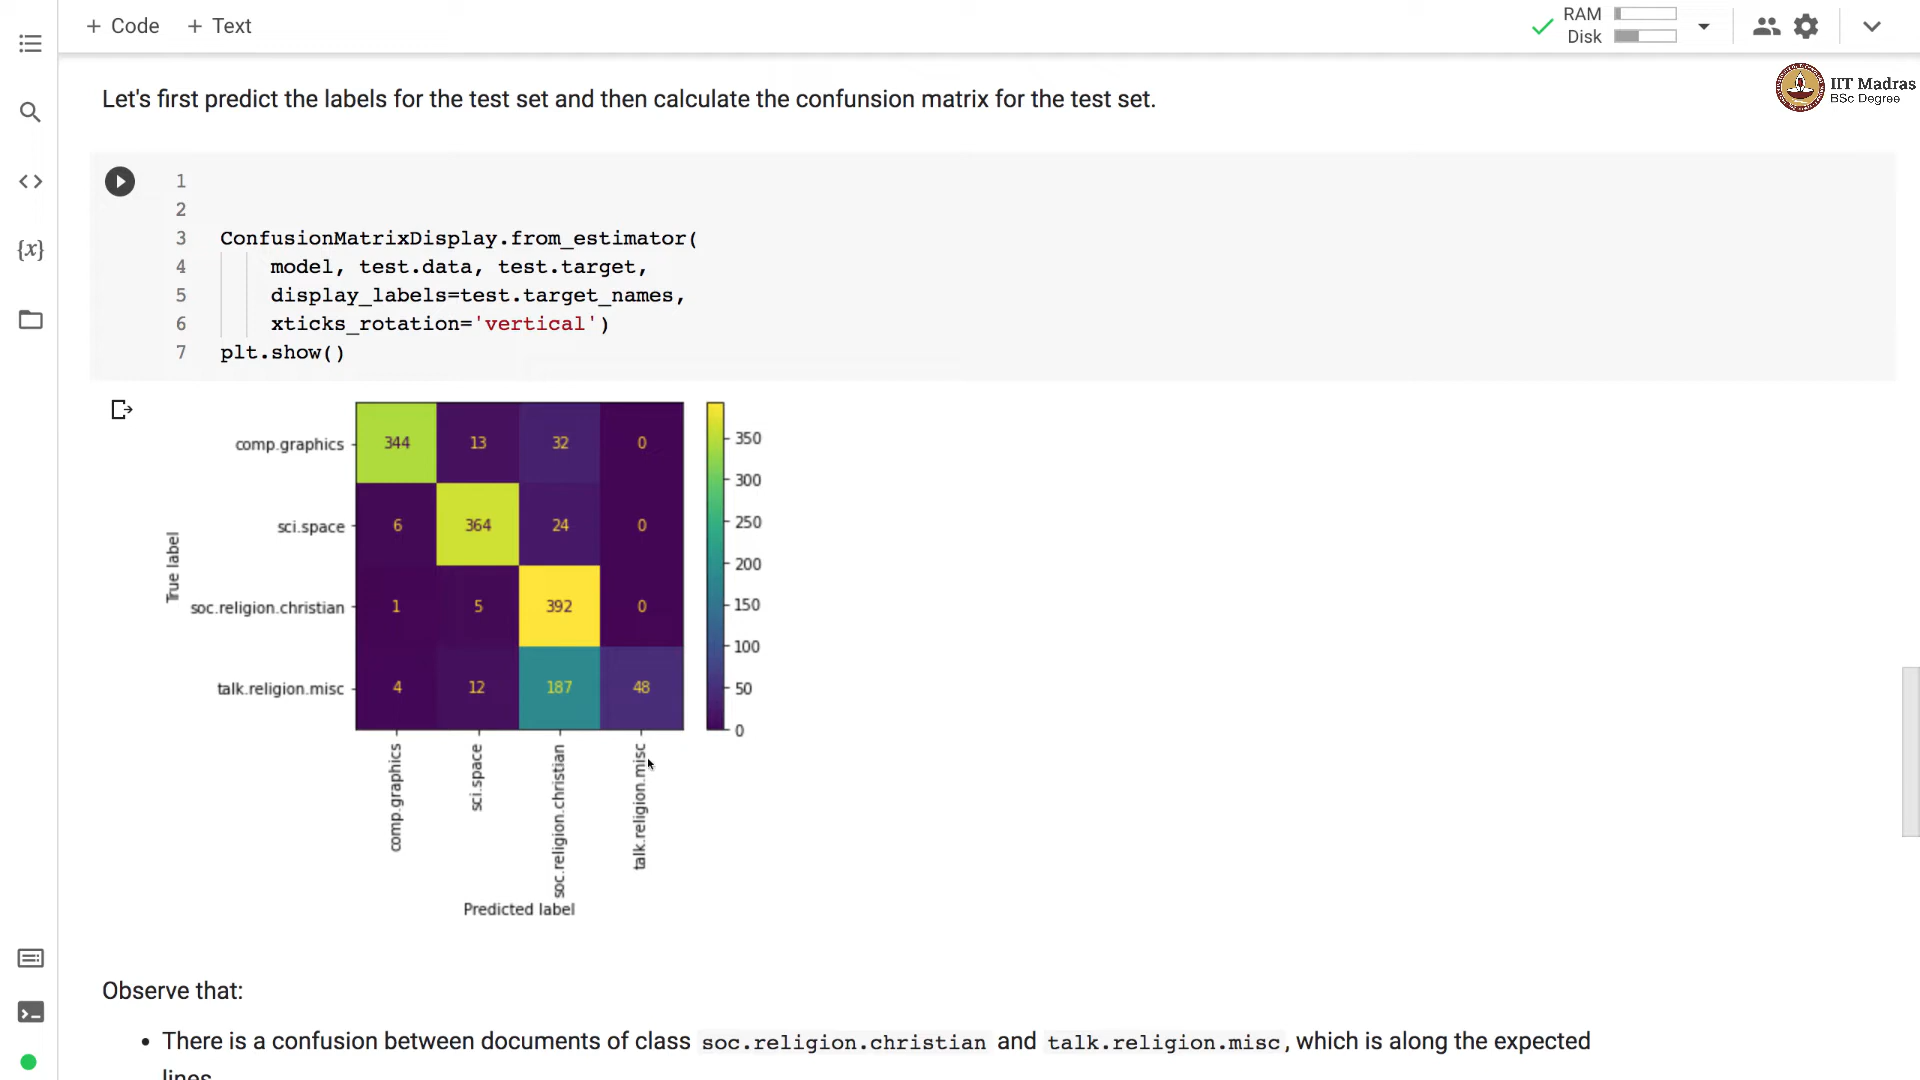 + Code + Text
RAM
Disk
IIT Madras
BSc Degree
Let's first predict the labels for the test set and then calculate the confunsion matrix for the test set.
1
2
3 ConfusionMatrixDisplay.from_estimator(
4 model, test.data, test.target,
5 display_labels=test.target_names,
6 xticks_rotation='vertical')
7 plt.show()
True label
comp.graphics 344 13 32 0
sci.space 6 364 24 0
soc.religion.christian 1 5 392 0
talk.religion.misc 4 12 187 48
350
300
250
200
150
100
50
0
comp.graphics
sci.space
soc.religion.christian
talk.religion.misc
Predicted label
Observe that:
• There is a confusion between documents of class soc.religion.christian and talk.religion.misc, which is along the expected
lines